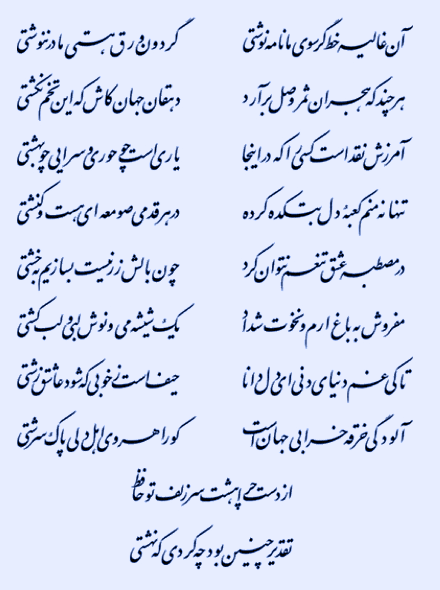 آن غالیه خط گر سوی ما نامه نوشتی
گردون ورق هستی ما درننوشتی
هر چند که هجران ثمر وصل برآرد
دهقان جهان کاش که این تخم نکشتی
آمرزش نقد است کسی را که در اینجا
یاریست چو حوری و سرایی چو بهشتی
تنها نه منم کعبهٔ دل بتکده کرده
در هر قدمی صومعه‌ای هست و کنشتی
در مصطبه عشق تنعم نتوان کرد
چون بالش زر نیست بسازیم به خشتی
مفروش به باغ ارم و نخوت شداد
یک شیشه می و نوش لبی و لب کشتی
تا کی غم دنیای دنی ای دل دانا
حیف است ز خوبی که شود عاشق زشتی
آلودگی خرقه خرابی جهان است
کو راهروی اهل دلی پاک سرشتی
از دست چرا هشت سر زلف تو حافظ
تقدیر چنین بود چه کردی که نهشتی